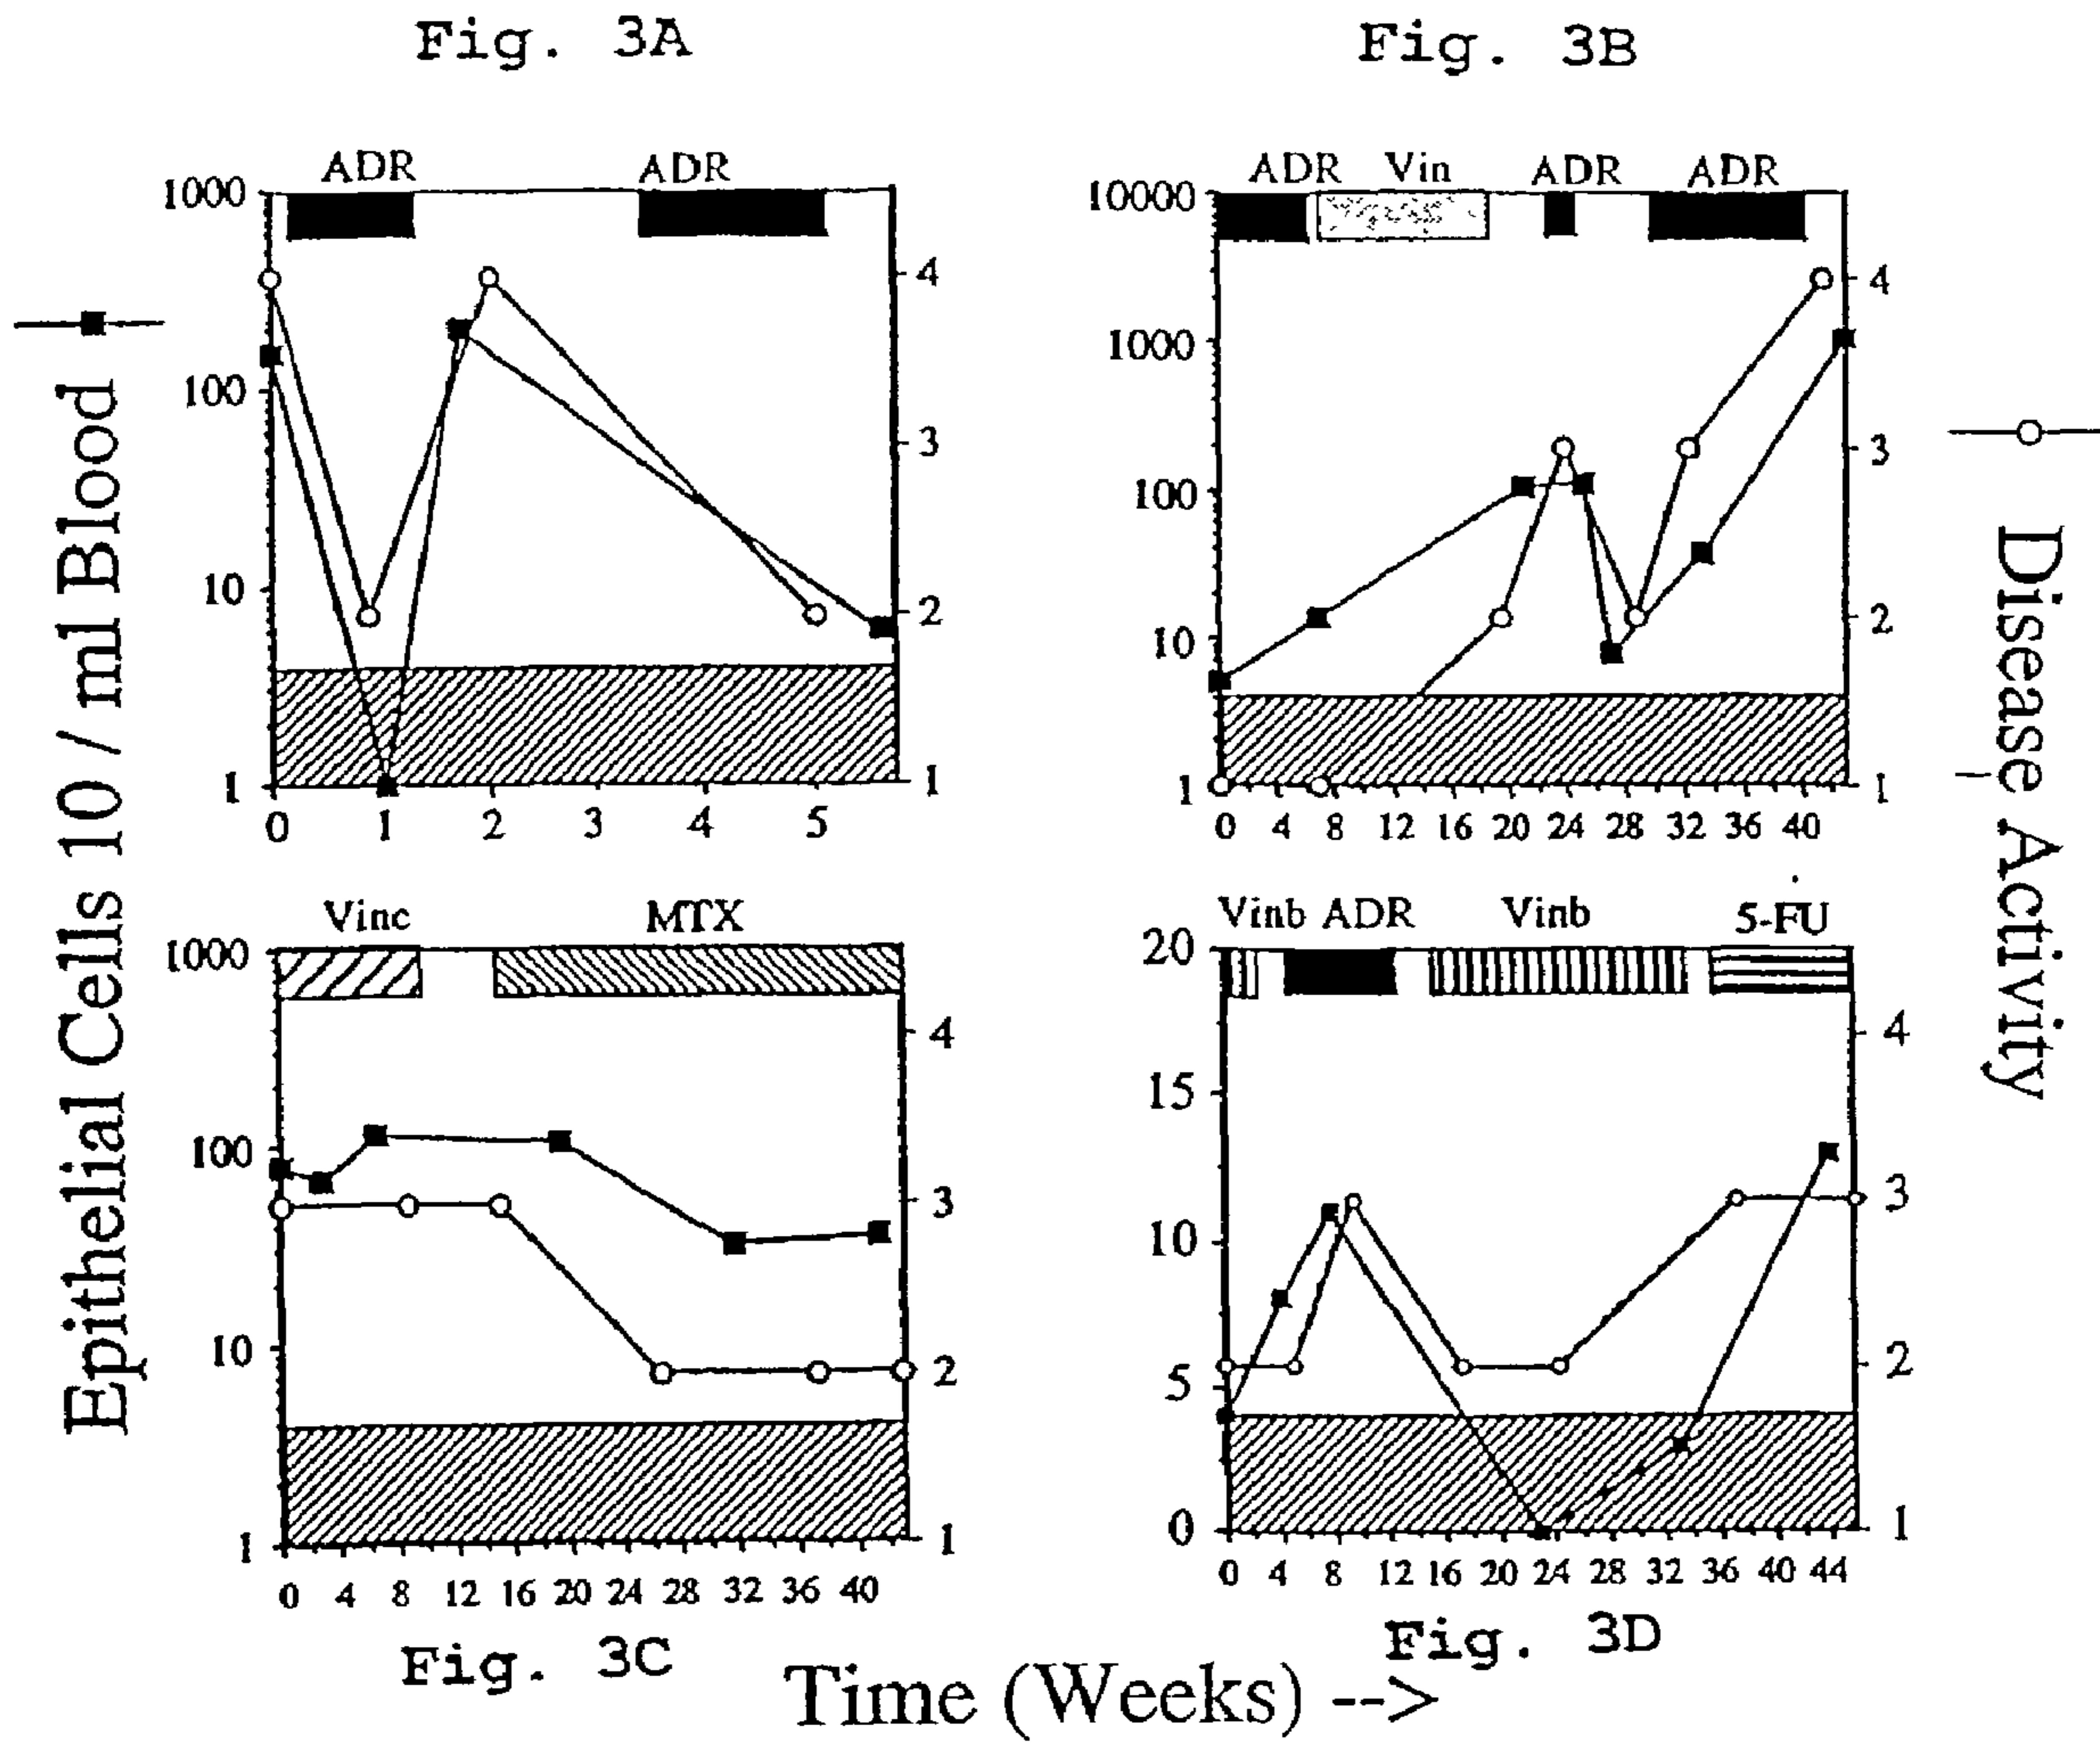 Fig. 3A
Fig. 3B
ADR ADR
1000
100
10
1
4
3
2
1
0 1 2 3 4 5
ADR Vin ADR ADR
10000
1000
100
10
1
4
3
2
1
0 4 8 12 16 20 24 28 32 36 40
Vinc MTX
1000
100
10
1
4
3
2
1
0 4 8 12 16 20 24 28 32 36 40
Vinb ADR Vinb 5-FU
20
15
10
5
0
4
3
2
1
0 4 8 12 16 20 24 28 32 36 40 44
Epithelial Cells 10 / ml Blood
Disease Activity
Fig. 3C
Fig. 3D
Time (Weeks) -->